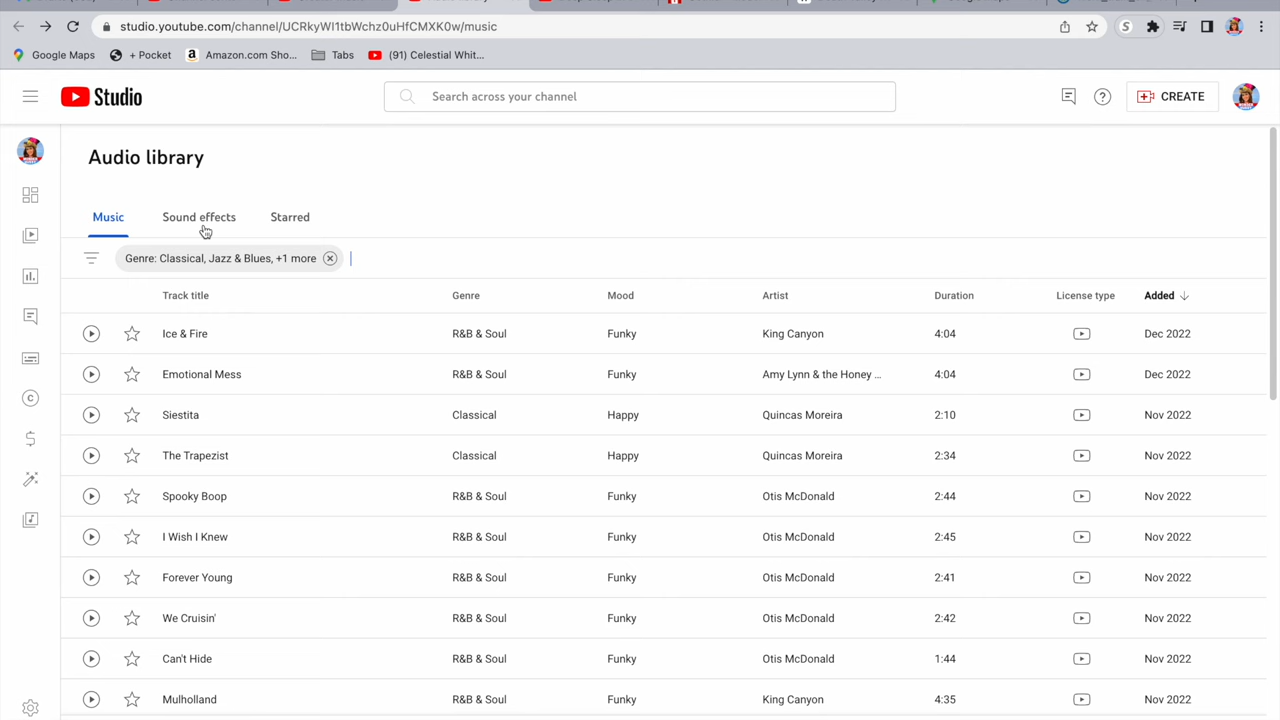 studio.youtube.com/channel/UCRkyWI1tbWchz0uHfCMXK0w/music
Google Maps + Pocket Amazon.com Sho... Tabs (91) Celestial Whit...
Studio Search across your channel CREATE
Audio library
Music Sound effects Starred
Genre: Classical, Jazz & Blues, +1 more
Track title Genre Mood Artist Duration License type Added
Ice & Fire R&B & Soul Funky King Canyon 4:04 Dec 2022
Emotional Mess R&B & Soul Funky Amy Lynn & the Honey ... 4:04 Dec 2022
Siestita Classical Happy Quincas Moreira 2:10 Nov 2022
The Trapezist Classical Happy Quincas Moreira 2:34 Nov 2022
Spooky Boop R&B & Soul Funky Otis McDonald 2:44 Nov 2022
I Wish I Knew R&B & Soul Funky Otis McDonald 2:45 Nov 2022
Forever Young R&B & Soul Funky Otis McDonald 2:41 Nov 2022
We Cruisin' R&B & Soul Funky Otis McDonald 2:42 Nov 2022
Can't Hide R&B & Soul Funky Otis McDonald 1:44 Nov 2022
Mulholland R&B & Soul Funky King Canyon 4:35 Nov 2022